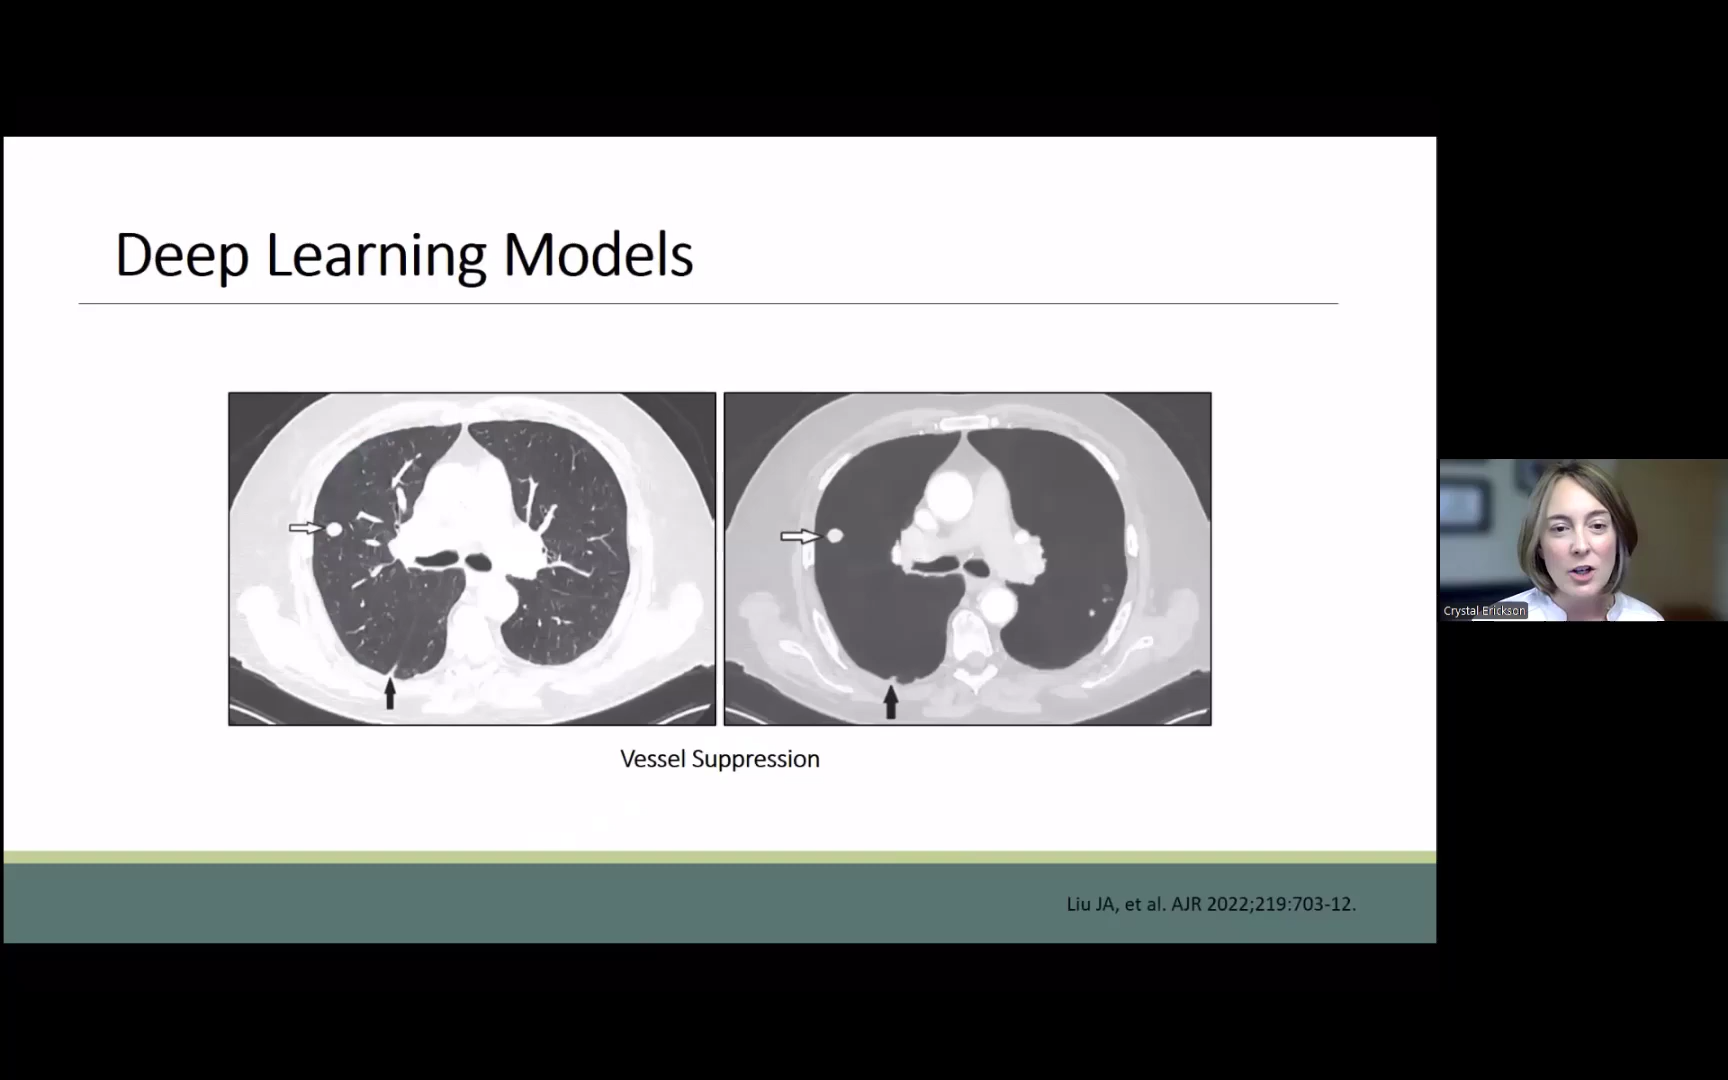 Deep Learning Models
Vessel Suppression
Liu JA, et al. AJR 2022;219:703-12.
Crystal Erickson